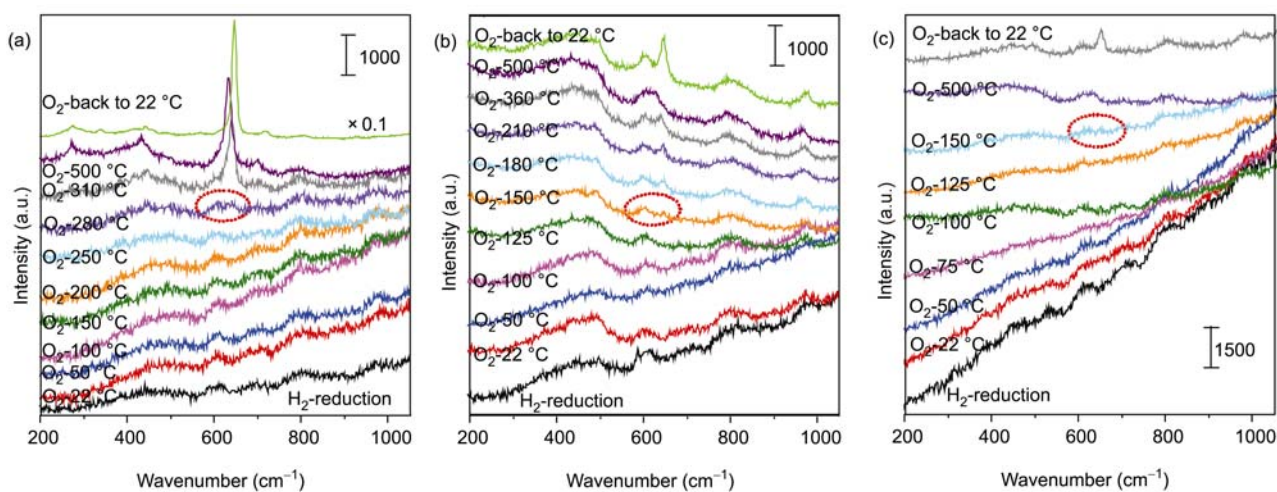 (a)
1000
O₂-back to 22 °C
× 0.1
O₂-500 °C
O₂-310 °C
O₂-280 °C
O₂-250 °C
O₂-200 °C
O₂-150 °C
O₂-100 °C
O₂-50 °C
O₂-22 °C
H₂-reduction
Intensity (a.u.)
200 400 600 800 1000
Wavenumber (cm⁻¹)
(b)
O₂-back to 22 °C
1000
O₂-500 °C
O₂-360 °C
O₂-210 °C
O₂-180 °C
O₂-150 °C
O₂-125 °C
O₂-100 °C
O₂-50 °C
O₂-22 °C
H₂-reduction
Intensity (a.u.)
200 400 600 800 1000
Wavenumber (cm⁻¹)
(c)
O₂-back to 22 °C
O₂-500 °C
O₂-150 °C
O₂-125 °C
O₂-100 °C
O₂-75 °C
O₂-50 °C
O₂-22 °C
1500
H₂-reduction
Intensity (a.u.)
200 400 600 800 1000
Wavenumber (cm⁻¹)